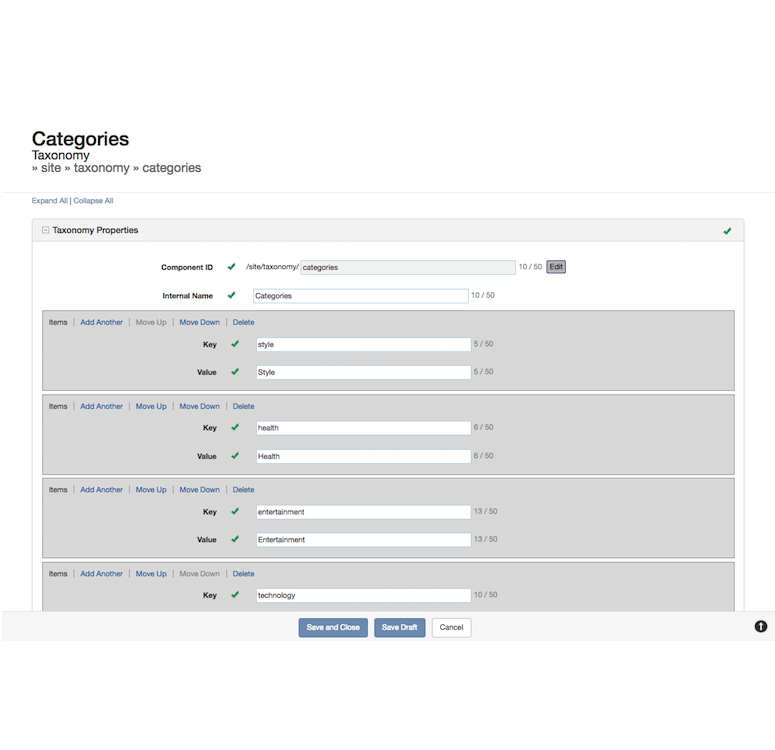 Categories
Taxonomy
» site » taxonomy » categories
Expand All | Collapse All
Taxonomy Properties
Component ID /site/taxonomy/ categories 10 / 50 Edit
Internal Name Categories 10 / 50
Items | Add Another | Move Up | Move Down | Delete
Key style 5 / 50
Value Style 5 / 50
Items | Add Another | Move Up | Move Down | Delete
Key health 6 / 50
Value Health 6 / 50
Items | Add Another | Move Up | Move Down | Delete
Key entertainment 13 / 50
Value Entertainment 13 / 50
Items | Add Another | Move Up | Move Down | Delete
Key technology 10 / 50
Save and Close Save Draft Cancel